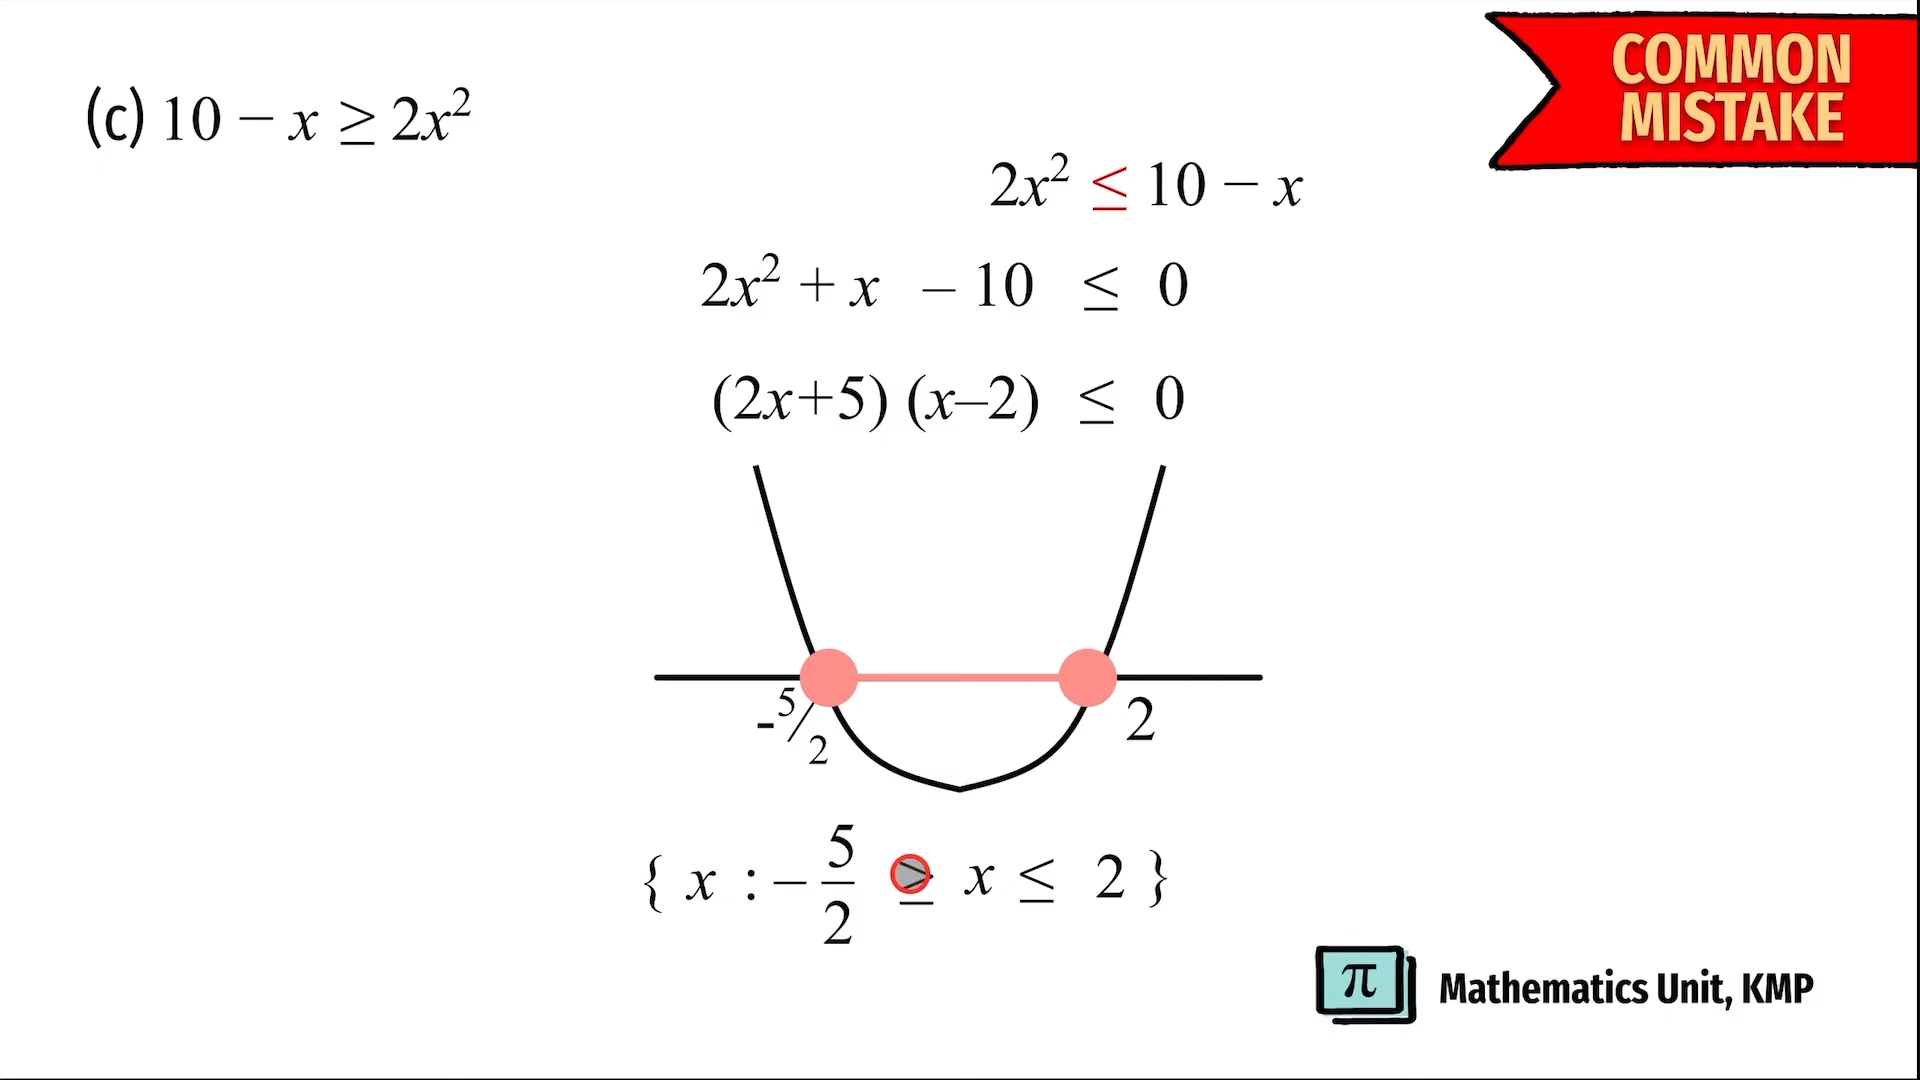 (c) 10 − x ≥ 2x²
COMMON
MISTAKE
2x² ≤ 10 − x
2x² + x – 10 ≤ 0
(2x+5) (x–2) ≤ 0
-5/2
2
{ x : – 5/2 ≥ x ≤ 2 }
π
Mathematics Unit, KMP